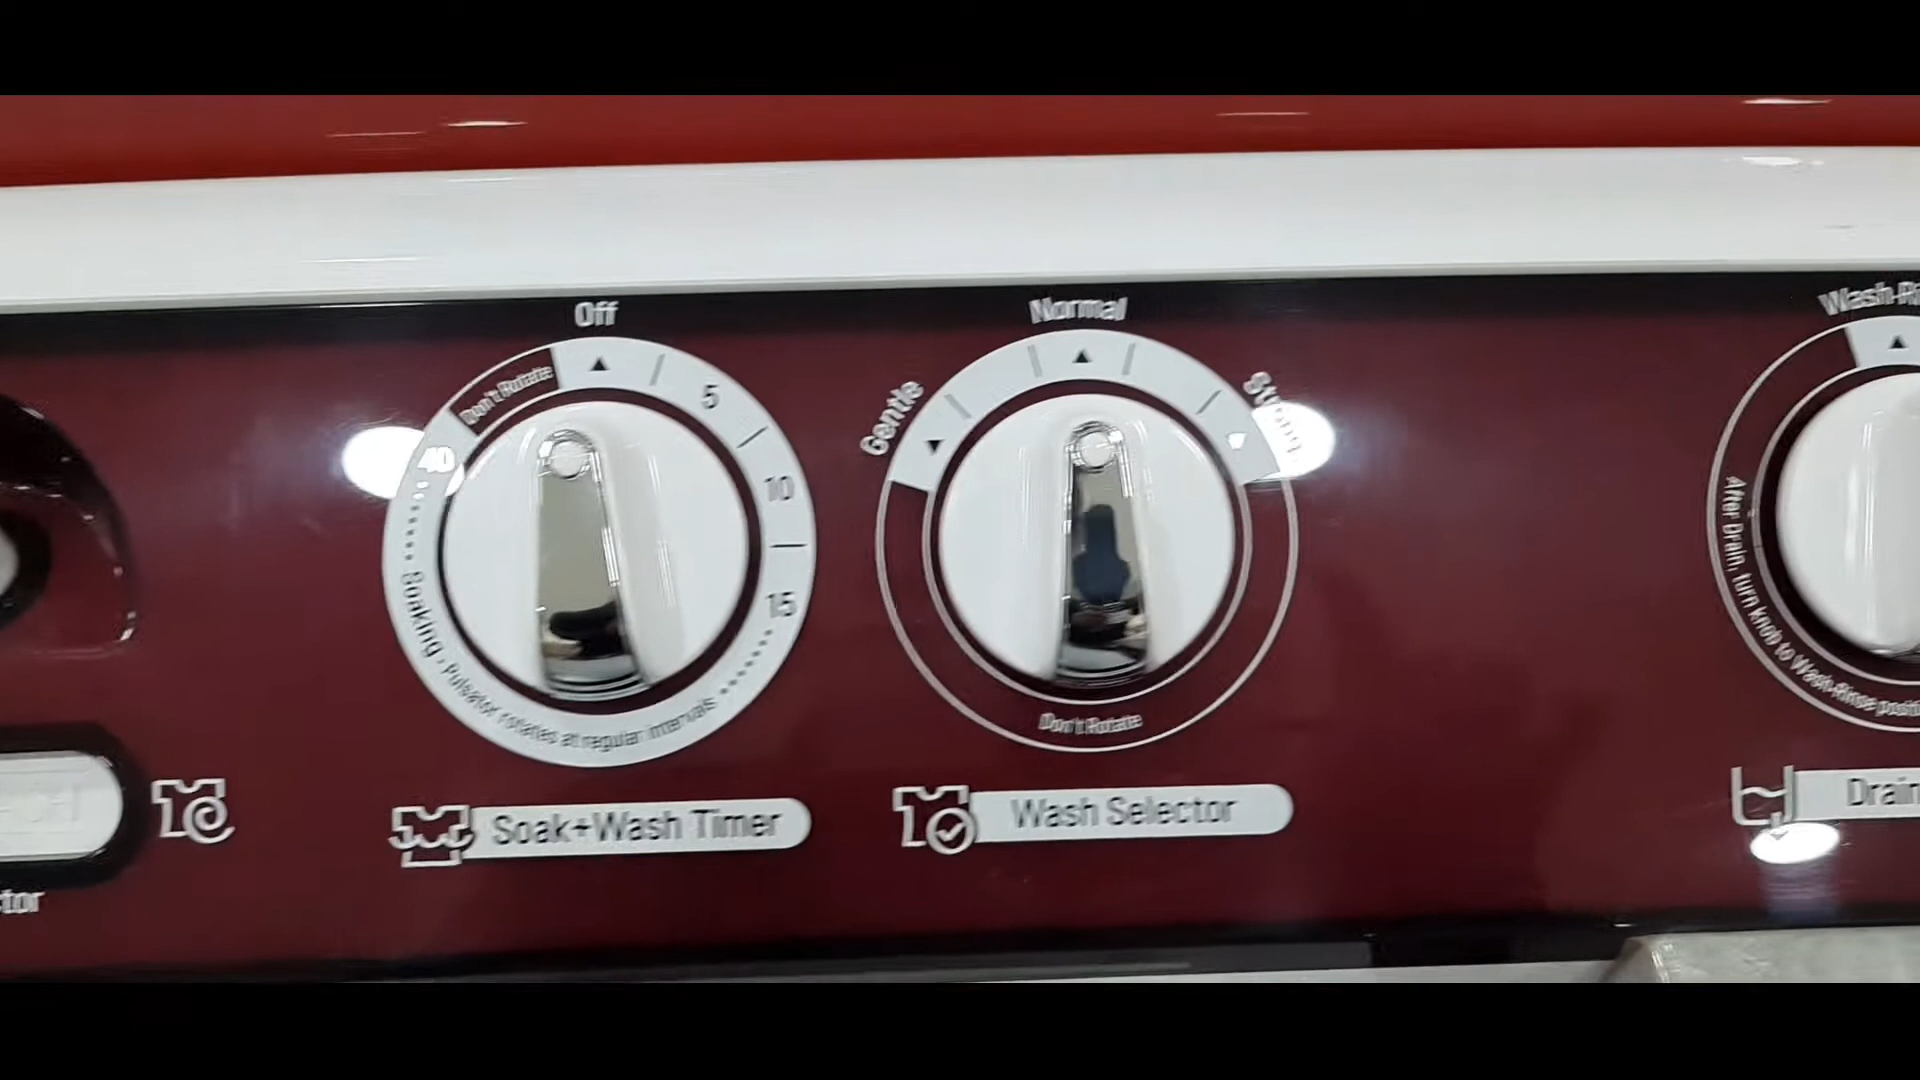 Off
Don't Rotate
5
10
15
40
Soaking : Pulsator rotates at regular intervals
Soak+Wash Timer
Normal
Gentle
Strong
Don't Rotate
Wash Selector
After Drain, turn knob to Wash-Rinse
Drain